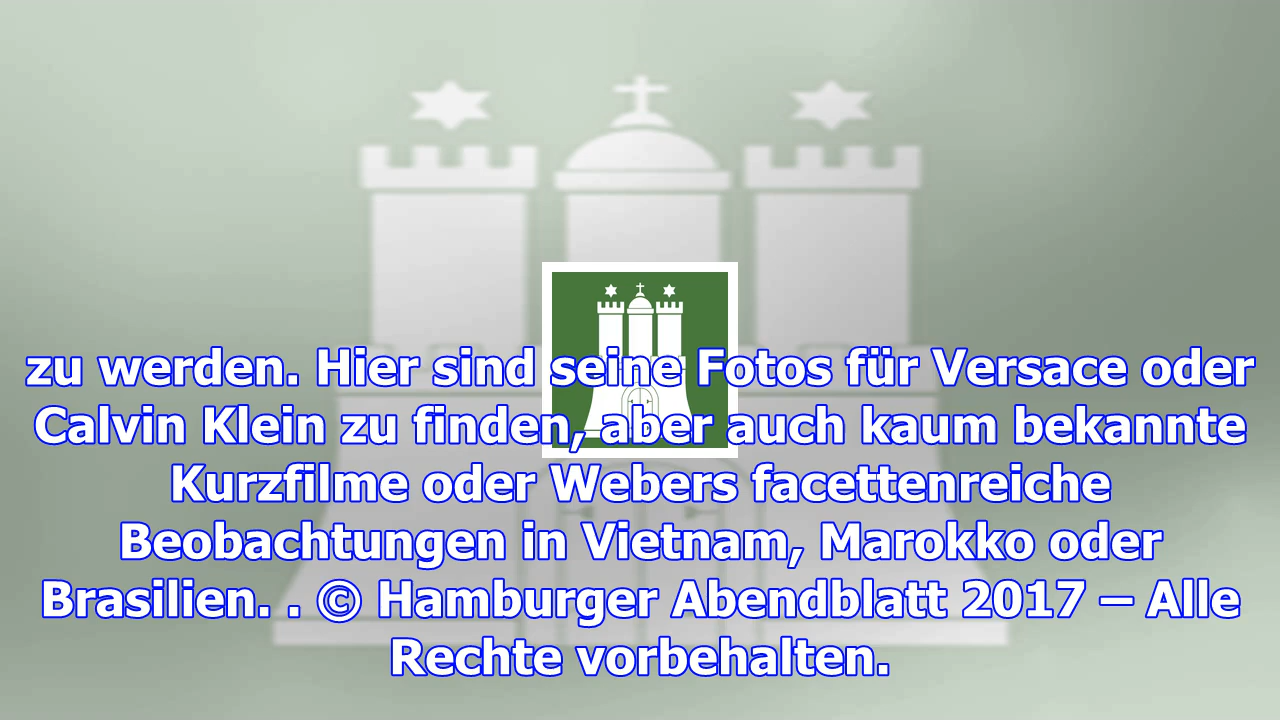 zu werden. Hier sind seine Fotos für Versace oder
Calvin Klein zu finden, aber auch kaum bekannte
Kurzfilme oder Webers facettenreiche
Beobachtungen in Vietnam, Marokko oder
Brasilien. . © Hamburger Abendblatt 2017 – Alle
Rechte vorbehalten.